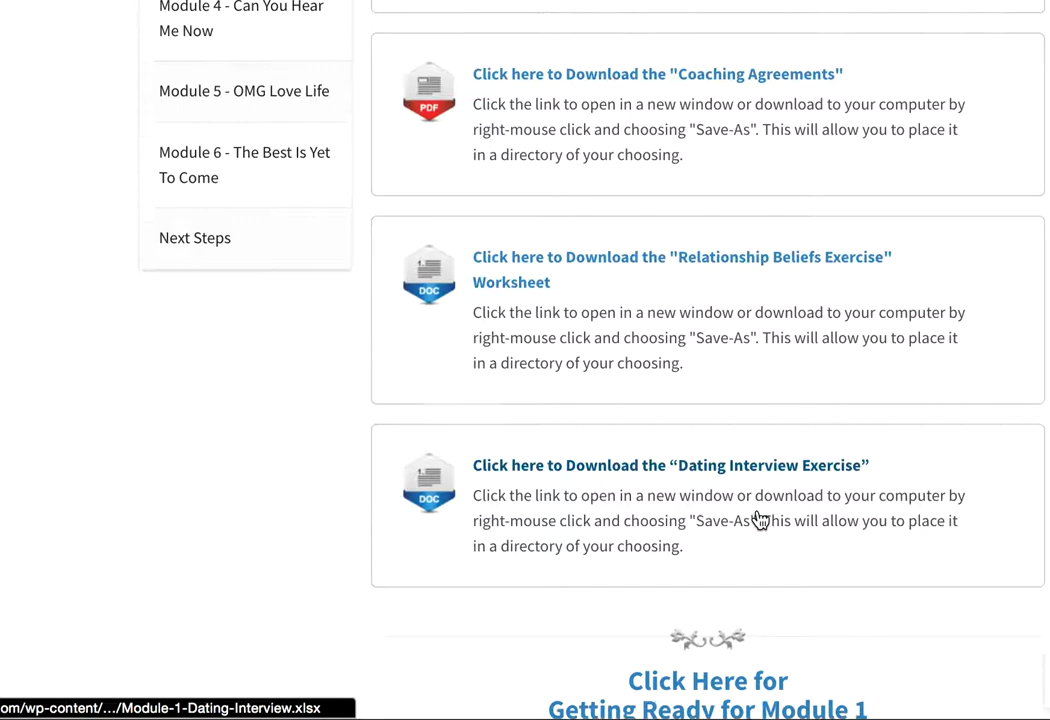 Module 4 - Can You Hear
Me Now
Module 5 - OMG Love Life
Module 6 - The Best Is Yet
To Come
Next Steps
Click here to Download the "Coaching Agreements"
Click the link to open in a new window or download to your computer by
right-mouse click and choosing "Save-As". This will allow you to place it
in a directory of your choosing.
PDF
Click here to Download the "Relationship Beliefs Exercise"
Worksheet
Click the link to open in a new window or download to your computer by
right-mouse click and choosing "Save-As". This will allow you to place it
in a directory of your choosing.
DOC
Click here to Download the “Dating Interview Exercise”
Click the link to open in a new window or download to your computer by
right-mouse click and choosing "Save-As". This will allow you to place it
in a directory of your choosing.
DOC
Click Here for
Getting Ready for Module 1
om/wp-content/.../Module-1-Dating-Interview.xlsx